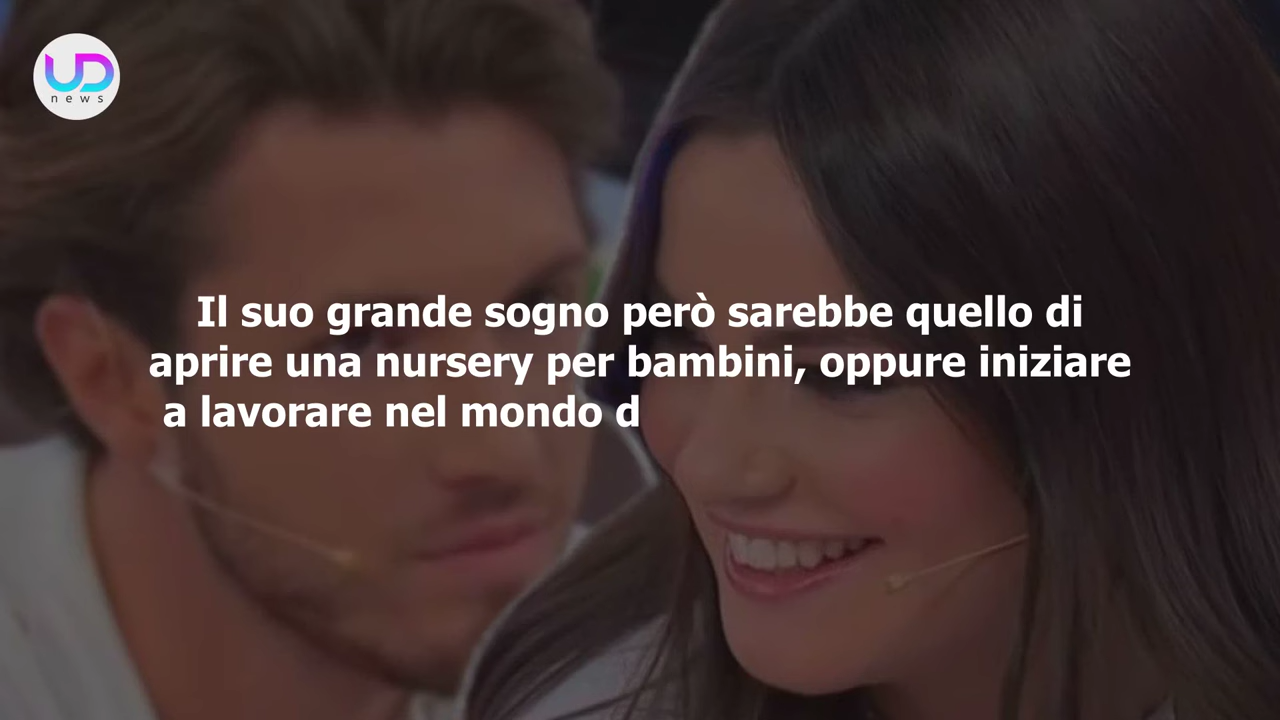 UD
news
Il suo grande sogno però sarebbe quello di
aprire una nursery per bambini, oppure iniziare
a lavorare nel mondo d